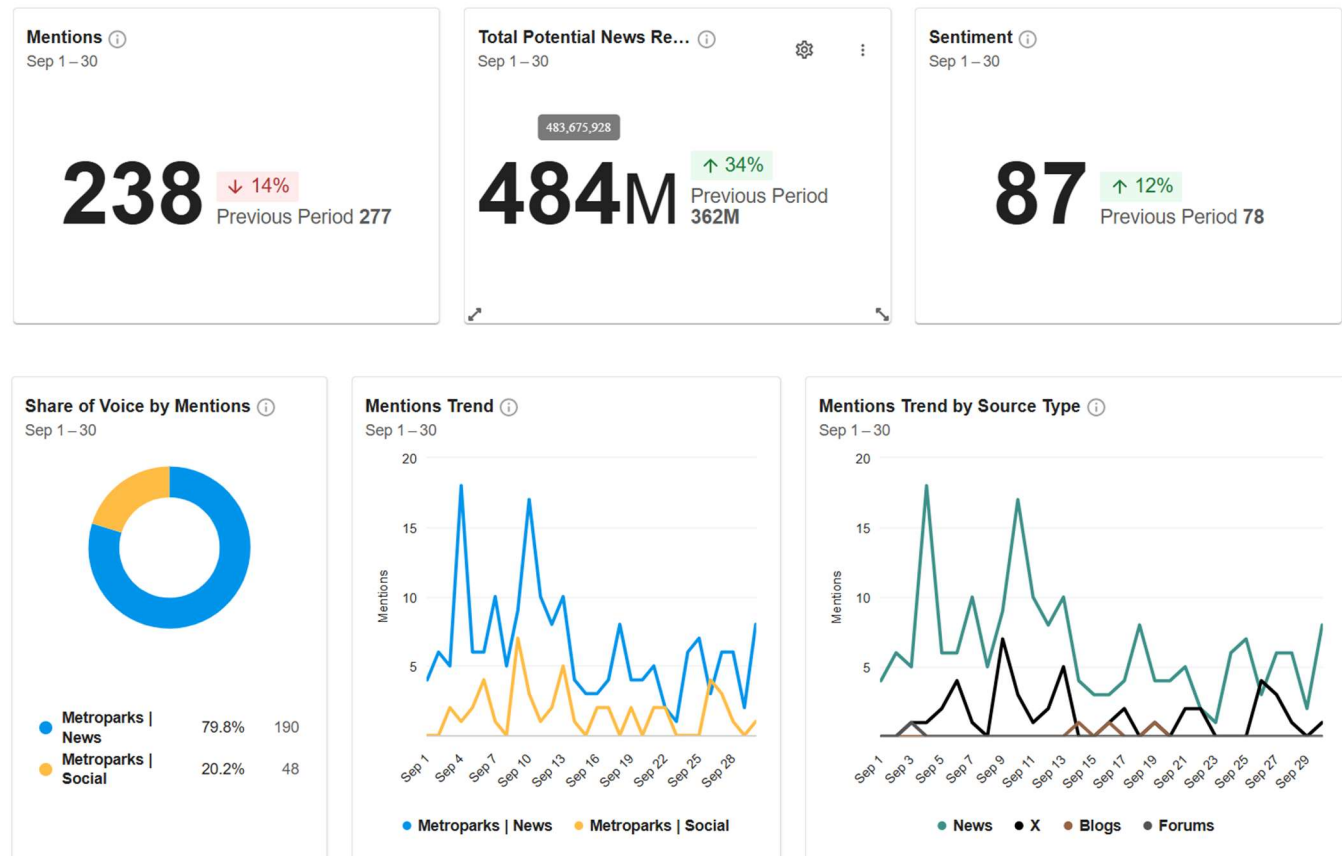 Mentions
Sep 1 – 30
238
↓ 14%
Previous Period 277
Total Potential News Re...
Sep 1 – 30
483,675,928
484M
↑ 34%
Previous Period
362M
Sentiment
Sep 1 – 30
87
↑ 12%
Previous Period 78
Share of Voice by Mentions
Sep 1 – 30
Metroparks | News 79.8% 190
Metroparks | Social 20.2% 48
Mentions Trend
Sep 1 – 30
Mentions
20
15
10
5
Sep 1 Sep 4 Sep 7 Sep 10 Sep 13 Sep 16 Sep 19 Sep 22 Sep 25 Sep 28
Metroparks | News Metroparks | Social
Mentions Trend by Source Type
Sep 1 – 30
Mentions
20
15
10
5
Sep 1 Sep 3 Sep 5 Sep 7 Sep 9 Sep 11 Sep 13 Sep 15 Sep 17 Sep 19 Sep 21 Sep 23 Sep 25 Sep 27 Sep 29
News X Blogs Forums